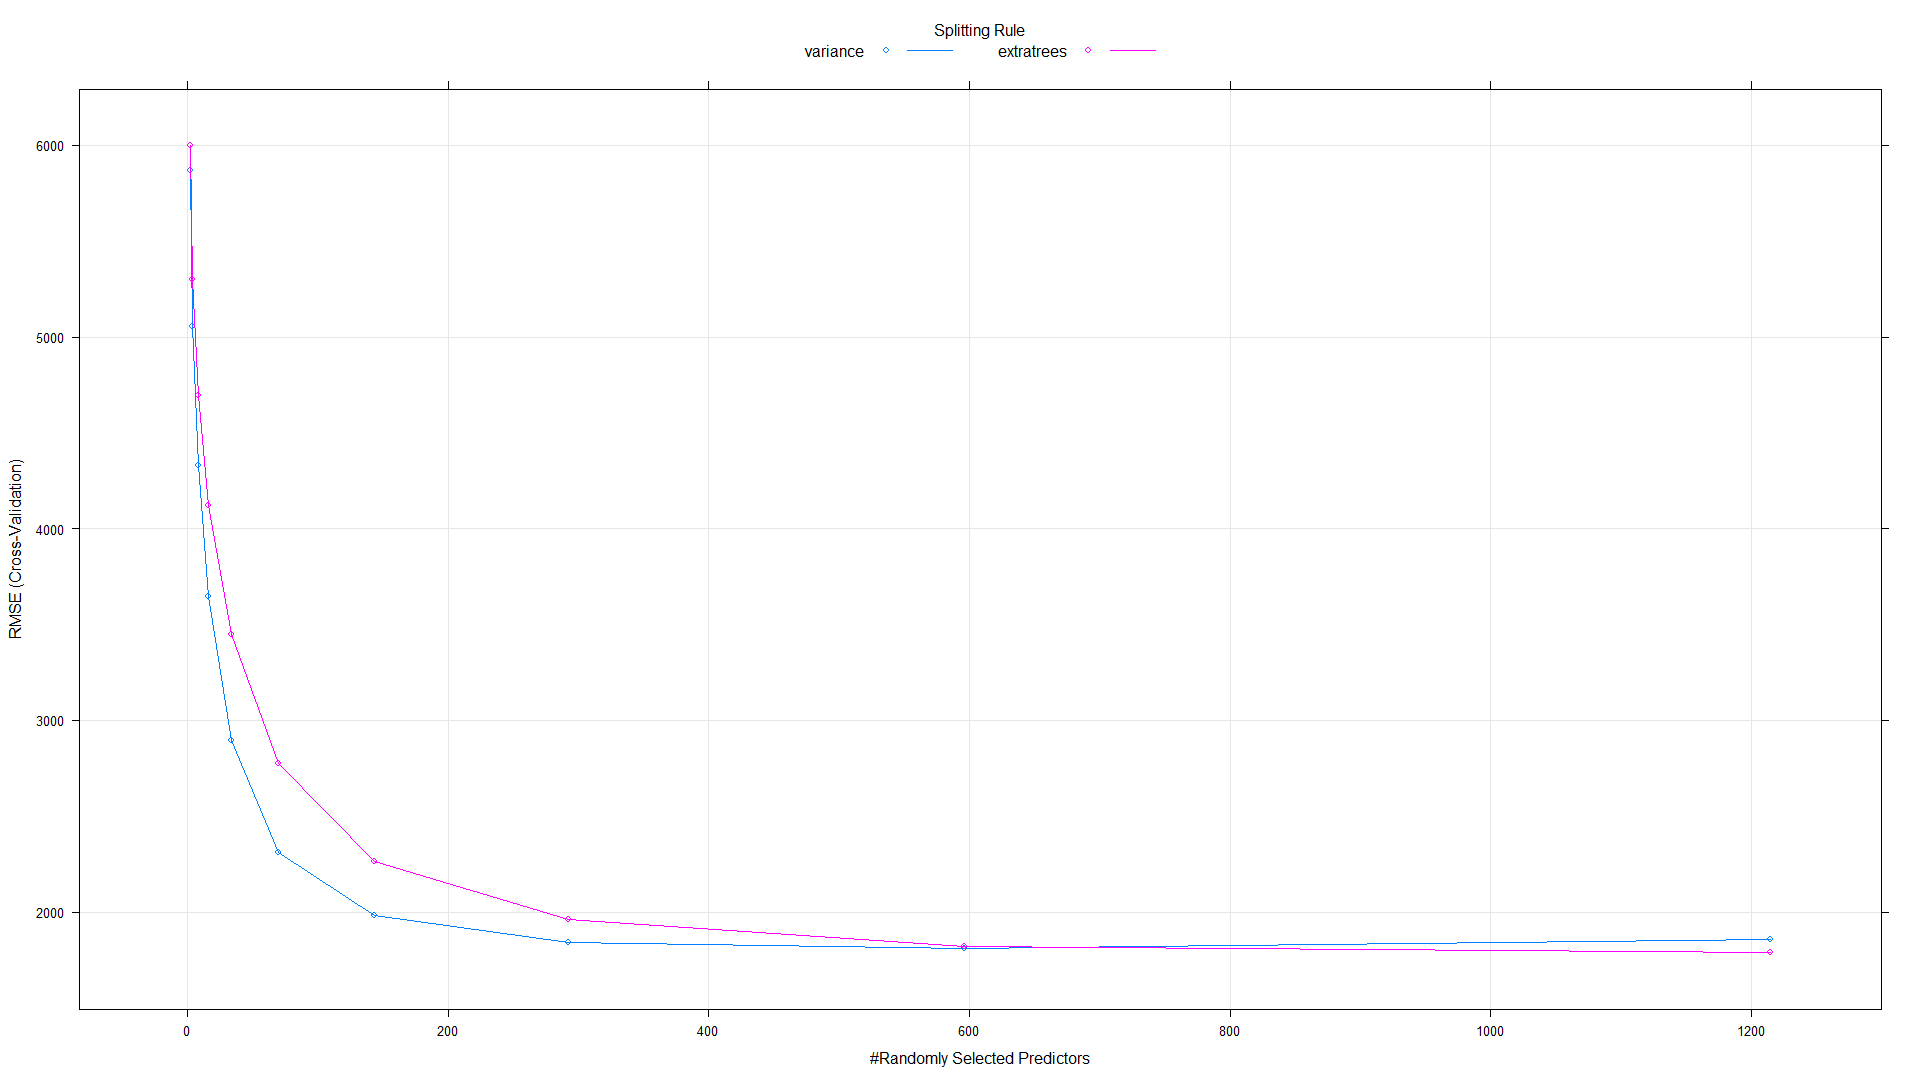 Splitting Rule
variance extratrees
6000
5000
4000
3000
2000
RMSE (Cross-Validation)
0 200 400 600 800 1000 1200
#Randomly Selected Predictors